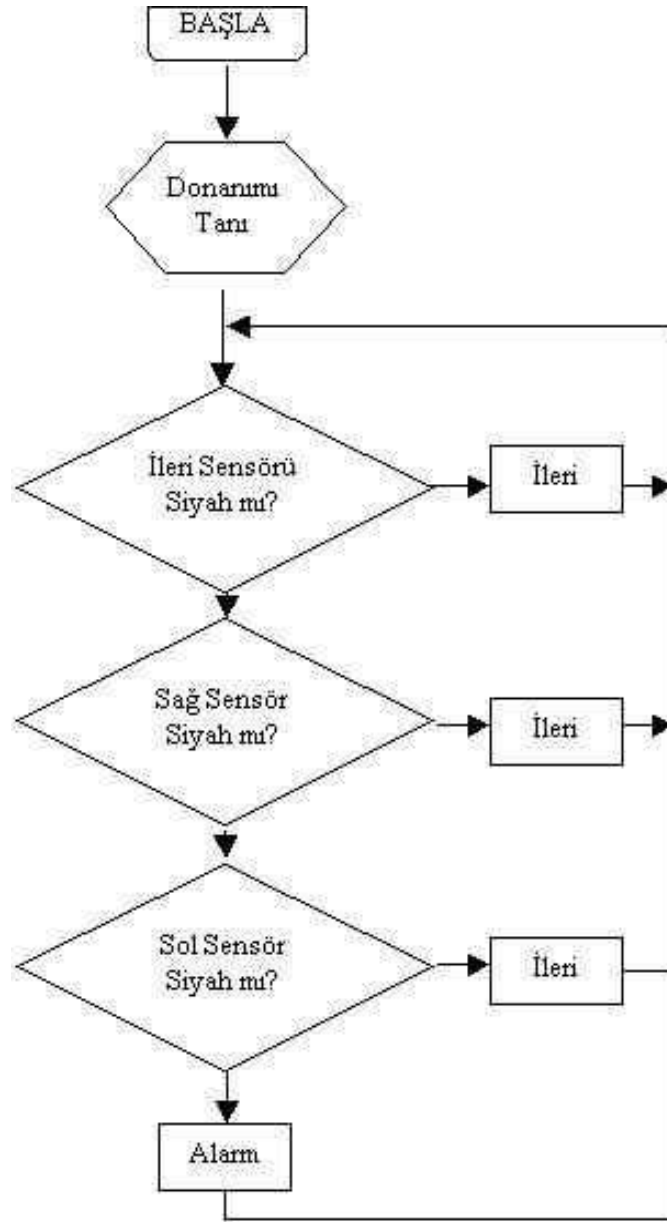 BAŞLA
Donanımı
Tanı
İleri Sensörü
Siyah mı?
İleri
Sağ Sensör
Siyah mı?
İleri
Sol Sensör
Siyah mı?
İleri
Alarm